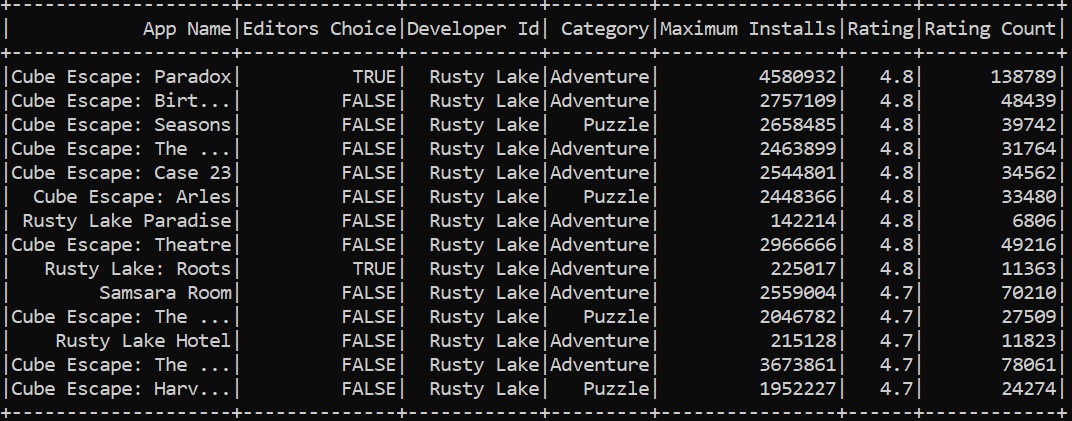 +--------------------+--------------+------------+---------+----------------+------+------------+
|            App Name|Editors Choice|Developer Id| Category|Maximum Installs|Rating|Rating Count|
+--------------------+--------------+------------+---------+----------------+------+------------+
|Cube Escape: Paradox|          TRUE|  Rusty Lake|Adventure|         4580932|   4.8|      138789|
|Cube Escape: Birt...|         FALSE|  Rusty Lake|Adventure|         2757109|   4.8|       48439|
|Cube Escape: Seasons|         FALSE|  Rusty Lake|   Puzzle|         2658485|   4.8|       39742|
|Cube Escape: The ...|         FALSE|  Rusty Lake|Adventure|         2463899|   4.8|       31764|
|Cube Escape: Case 23|         FALSE|  Rusty Lake|Adventure|         2544801|   4.8|       34562|
|  Cube Escape: Arles|         FALSE|  Rusty Lake|   Puzzle|         2448366|   4.8|       33480|
| Rusty Lake Paradise|         FALSE|  Rusty Lake|Adventure|          142214|   4.8|        6806|
|Cube Escape: Theatre|         FALSE|  Rusty Lake|Adventure|         2966666|   4.8|       49216|
|   Rusty Lake: Roots|          TRUE|  Rusty Lake|Adventure|          225017|   4.8|       11363|
|        Samsara Room|         FALSE|  Rusty Lake|Adventure|         2559004|   4.7|       70210|
|Cube Escape: The ...|         FALSE|  Rusty Lake|   Puzzle|         2046782|   4.7|       27509|
|    Rusty Lake Hotel|         FALSE|  Rusty Lake|Adventure|          215128|   4.7|       11823|
|Cube Escape: The ...|         FALSE|  Rusty Lake|Adventure|         3673861|   4.7|       78061|
|Cube Escape: Harv...|         FALSE|  Rusty Lake|   Puzzle|         1952227|   4.7|       24274|
+--------------------+--------------+------------+---------+----------------+------+------------+